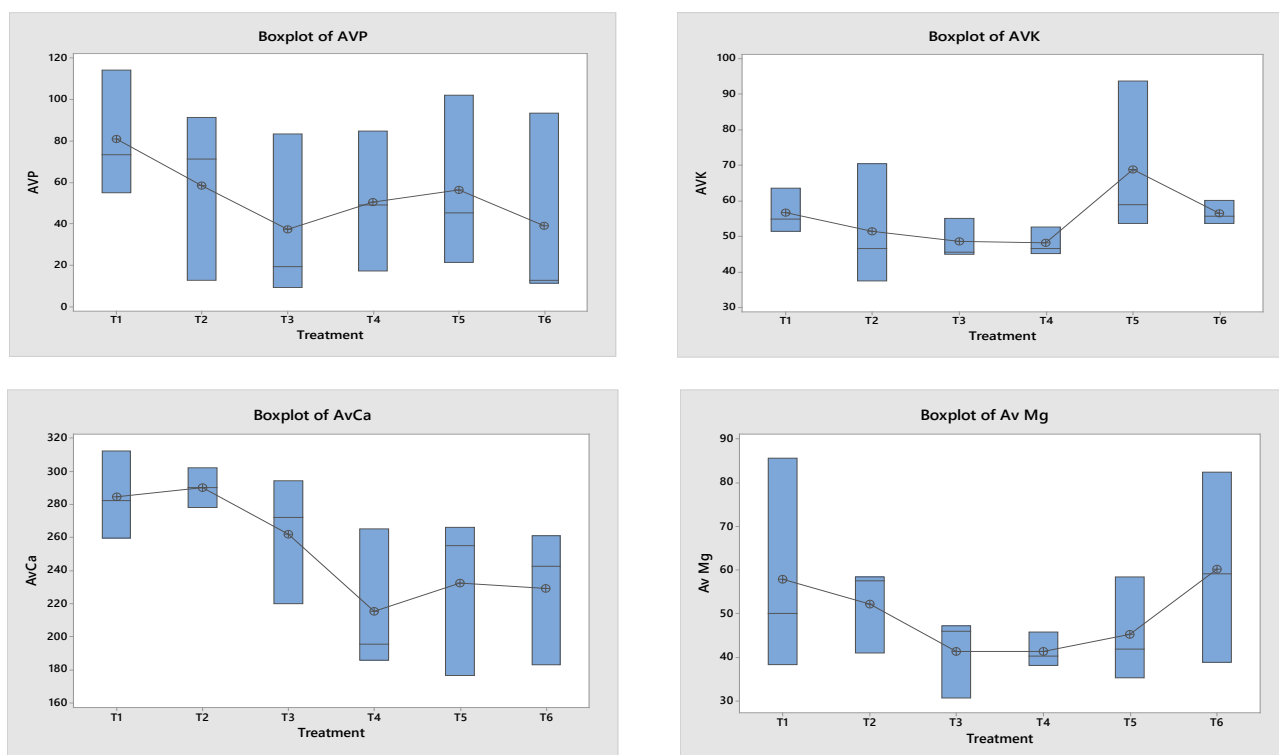 Boxplot of AVP
120
100
80
60
40
20
0
AVP
T1 T2 T3 T4 T5 T6
Treatment
Boxplot of AVK
100
90
80
70
60
50
40
30
AVK
T1 T2 T3 T4 T5 T6
Treatment
Boxplot of AvCa
320
300
280
260
240
220
200
180
160
AvCa
T1 T2 T3 T4 T5 T6
Treatment
Boxplot of Av Mg
90
80
70
60
50
40
30
Av Mg
T1 T2 T3 T4 T5 T6
Treatment